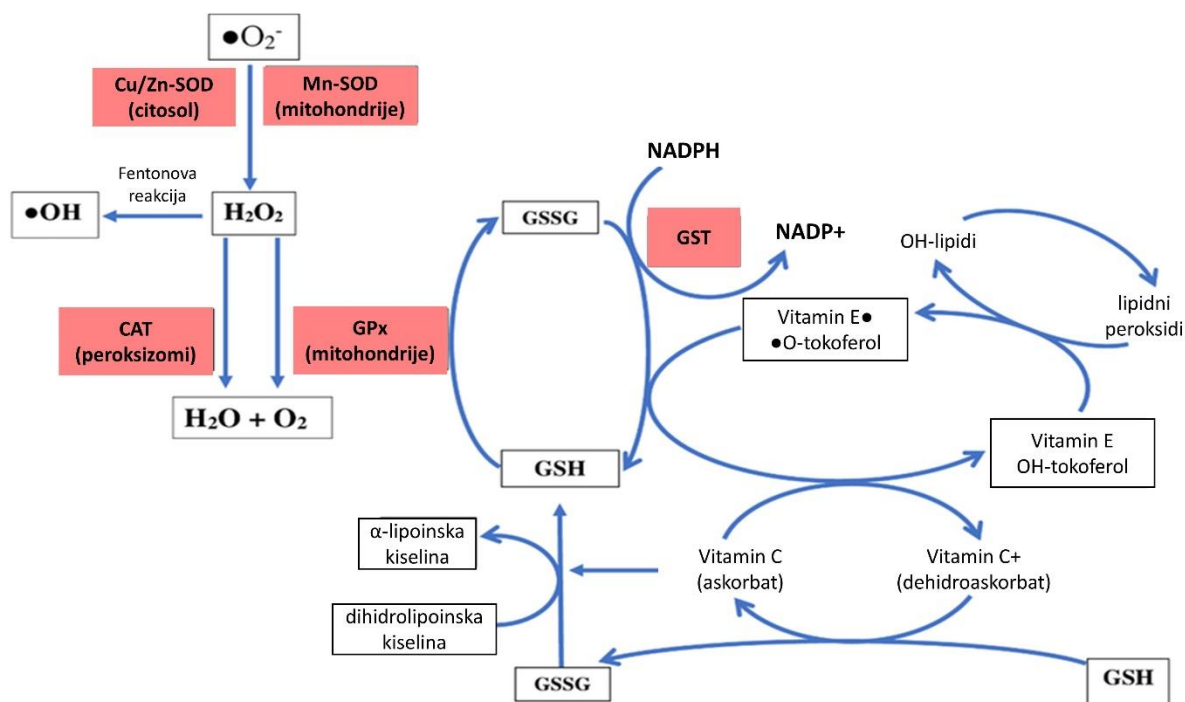 ●O₂⁻
Cu/Zn-SOD
(citosol)
Mn-SOD
(mitohondrije)
Fentonova
reakcija
●OH
H₂O₂
CAT
(peroksizomi)
GPx
(mitohondrije)
H₂O + O₂
NADPH
GSSG
GST
NADP+
OH-lipidi
lipidni
peroksidi
Vitamin E●
●O-tokoferol
GSH
Vitamin E
OH-tokoferol
α-lipoinska
kiselina
Vitamin C
(askorbat)
Vitamin C+
(dehidroaskorbat)
dihidrolipoinska
kiselina
GSSG
GSH